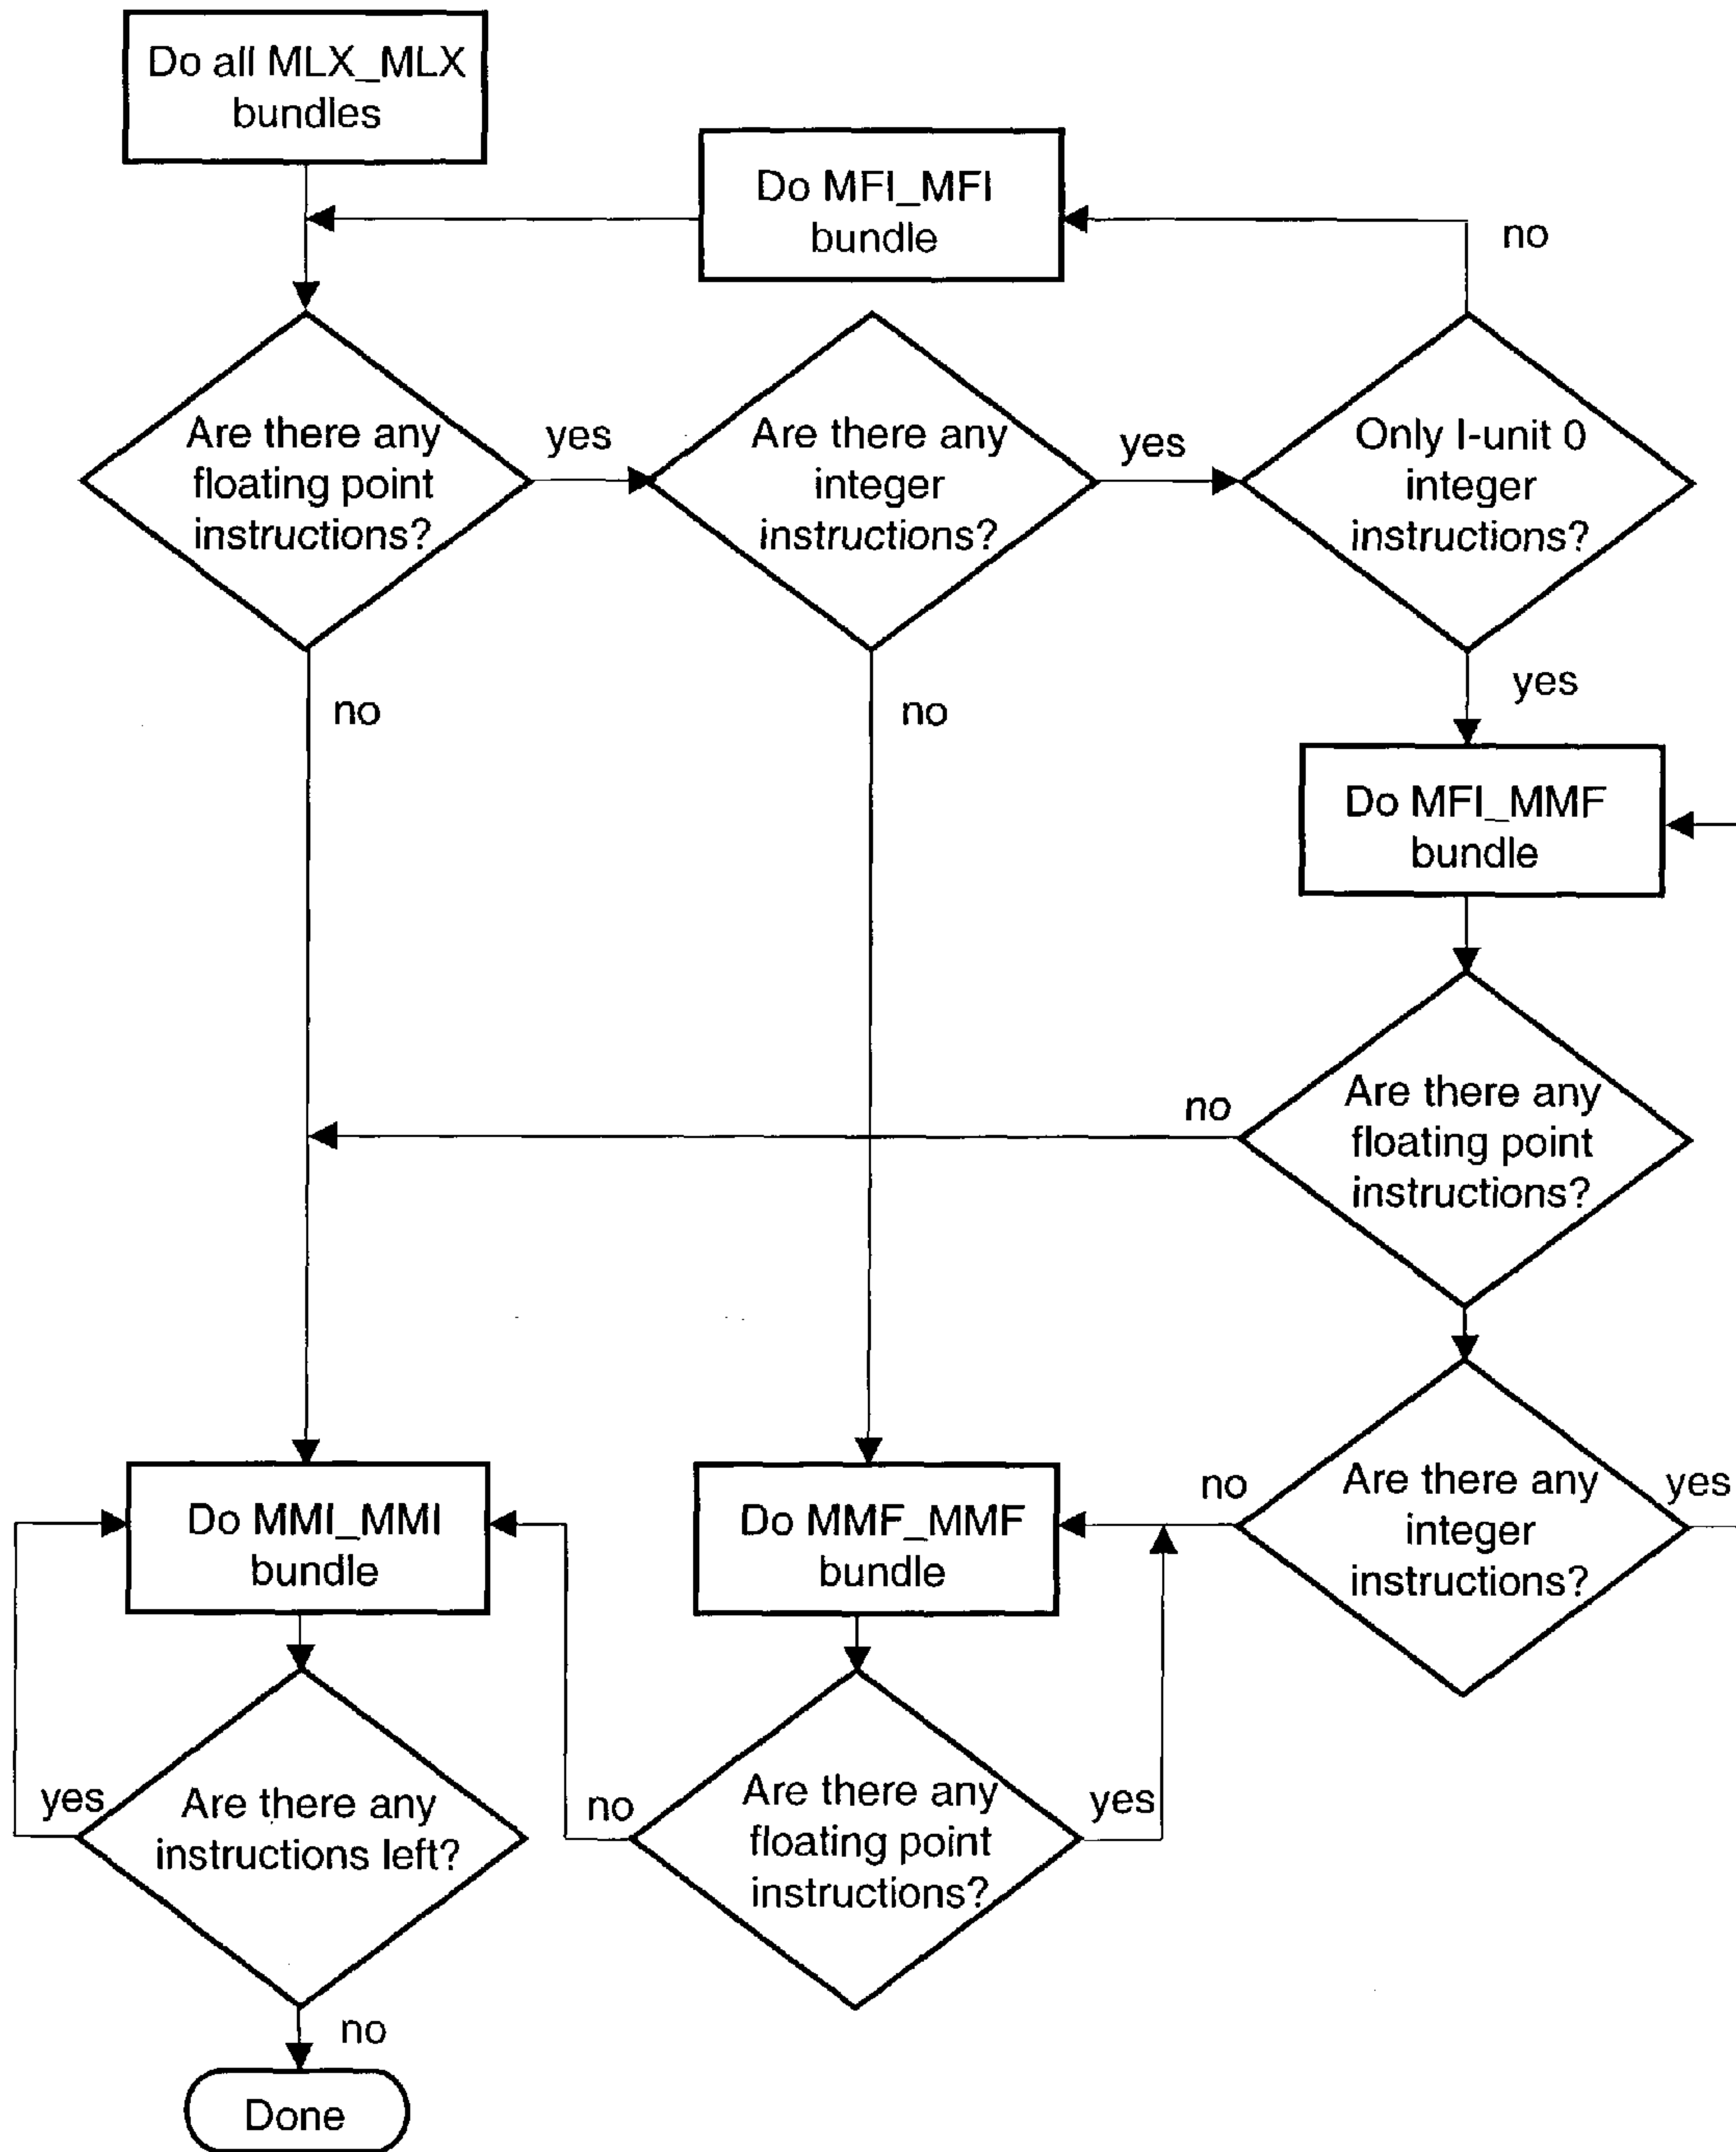 Do all MLX_MLX
bundles
Do MFI_MFI
bundle
no
Are there any
floating point
instructions?
yes
Are there any
integer
instructions?
yes
Only I-unit 0
integer
instructions?
no
no
yes
Do MFI_MMF
bundle
no
Are there any
floating point
instructions?
Do MMI_MMI
bundle
Do MMF_MMF
bundle
no
Are there any
integer
instructions?
yes
yes
Are there any
instructions left?
no
Are there any
floating point
instructions?
yes
no
Done